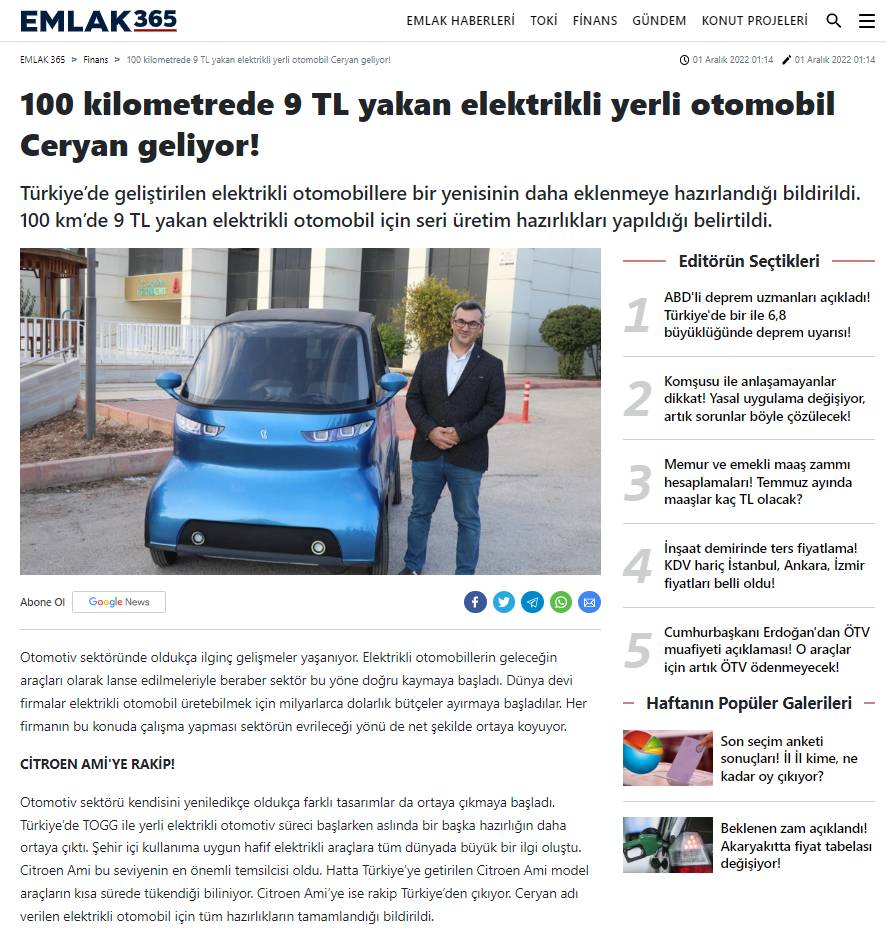 EMLAK365
EMLAK HABERLERİ TOKİ FİNANS GÜNDEM KONUT PROJELERİ
EMLAK 365 > Finans > 100 kilometrede 9 TL yakan elektrikli yerli otomobil Ceryan geliyor!
01 Aralık 2022 01:14 01 Aralık 2022 01:14
100 kilometrede 9 TL yakan elektrikli yerli otomobil
Ceryan geliyor!
Türkiye’de geliştirilen elektrikli otomobillere bir yenisinin daha eklenmeye hazırlandığı bildirildi.
100 km’de 9 TL yakan elektrikli otomobil için seri üretim hazırlıkları yapıldığı belirtildi.
Abone Ol Google News
Otomotiv sektöründe oldukça ilginç gelişmeler yaşanıyor. Elektrikli otomobillerin geleceğin
araçları olarak lanse edilmeleriyle beraber sektör bu yöne doğru kaymaya başladı. Dünya devi
firmalar elektrikli otomobil üretebilmek için milyarlarca dolarlık bütçeler ayırmaya başladılar. Her
firmanın bu konuda çalışma yapması sektörün evrileceği yönü de net şekilde ortaya koyuyor.
CİTROEN AMİ'YE RAKİP!
Otomotiv sektörü kendisini yeniledikçe oldukça farklı tasarımlar da ortaya çıkmaya başladı.
Türkiye’de TOGG ile yerli elektrikli otomotiv süreci başlarken aslında bir başka hazırlığın daha
ortaya çıktı. Şehir içi kullanıma uygun hafif elektrikli araçlara tüm dünyada büyük bir ilgi oluştu.
Citroen Ami bu seviyenin en önemli temsilcisi oldu. Hatta Türkiye’ye getirilen Citroen Ami model
araçların kısa sürede tükendiği biliniyor. Citroen Ami’ye ise rakip Türkiye’den çıkıyor. Ceryan adı
verilen elektrikli otomobil için tüm hazırlıkların tamamlandığı bildirildi.
Editörün Seçtikleri
1
ABD'li deprem uzmanları açıkladı!
Türkiye'de bir ile 6,8
büyüklüğünde deprem uyarısı!
2
Komşusu ile anlaşamayanlar
dikkat! Yasal uygulama değişiyor,
artık sorunlar böyle çözülecek!
3
Memur ve emekli maaş zammı
hesaplamaları! Temmuz ayında
maaşlar kaç TL olacak?
4
İnşaat demirinde ters fiyatlama!
KDV hariç İstanbul, Ankara, İzmir
fiyatları belli oldu!
5
Cumhurbaşkanı Erdoğan'dan ÖTV
muafiyeti açıklaması! O araçlar
için artık ÖTV ödenmeyecek!
Haftanın Popüler Galerileri
Son seçim anketi
sonuçları! İl İl kime, ne
kadar oy çıkıyor?
Beklenen zam açıklandı!
Akaryakıtta fiyat tabelası
değişiyor!